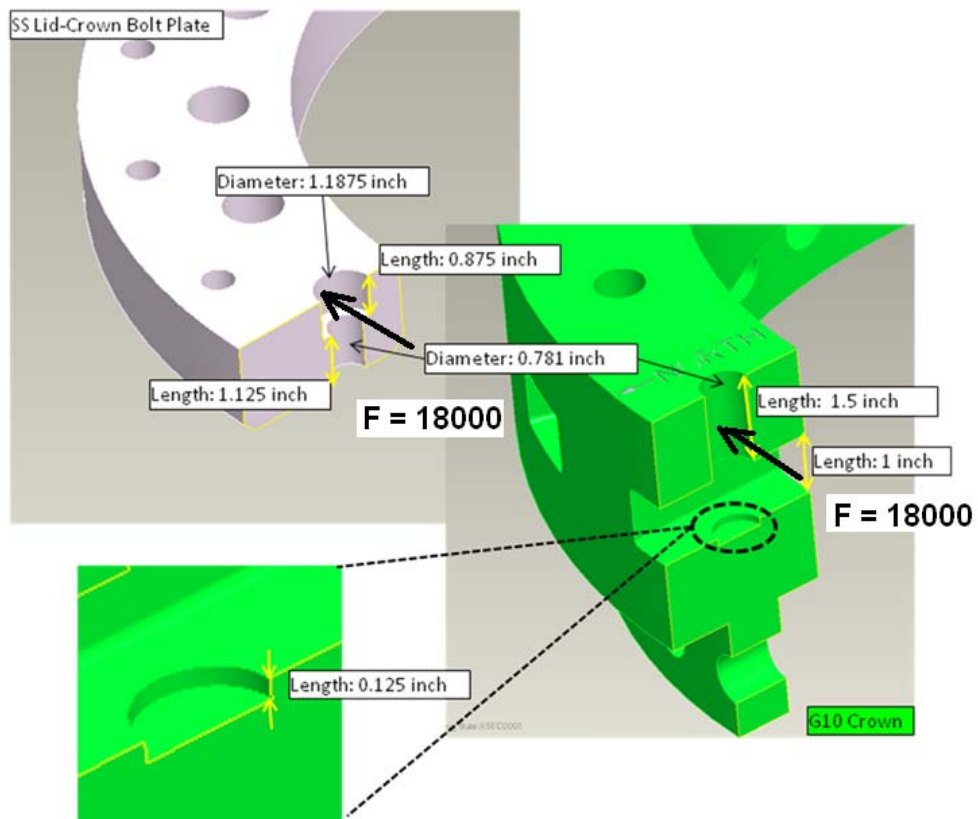 SS Lid-Crown Bolt Plate
Diameter: 1.1875 inch
Length: 0.875 inch
Diameter: 0.781 inch
Length: 1.125 inch
F = 18000
NORTH
Length: 1.5 inch
Length: 1 inch
F = 18000
Length: 0.125 inch
G10 Crown